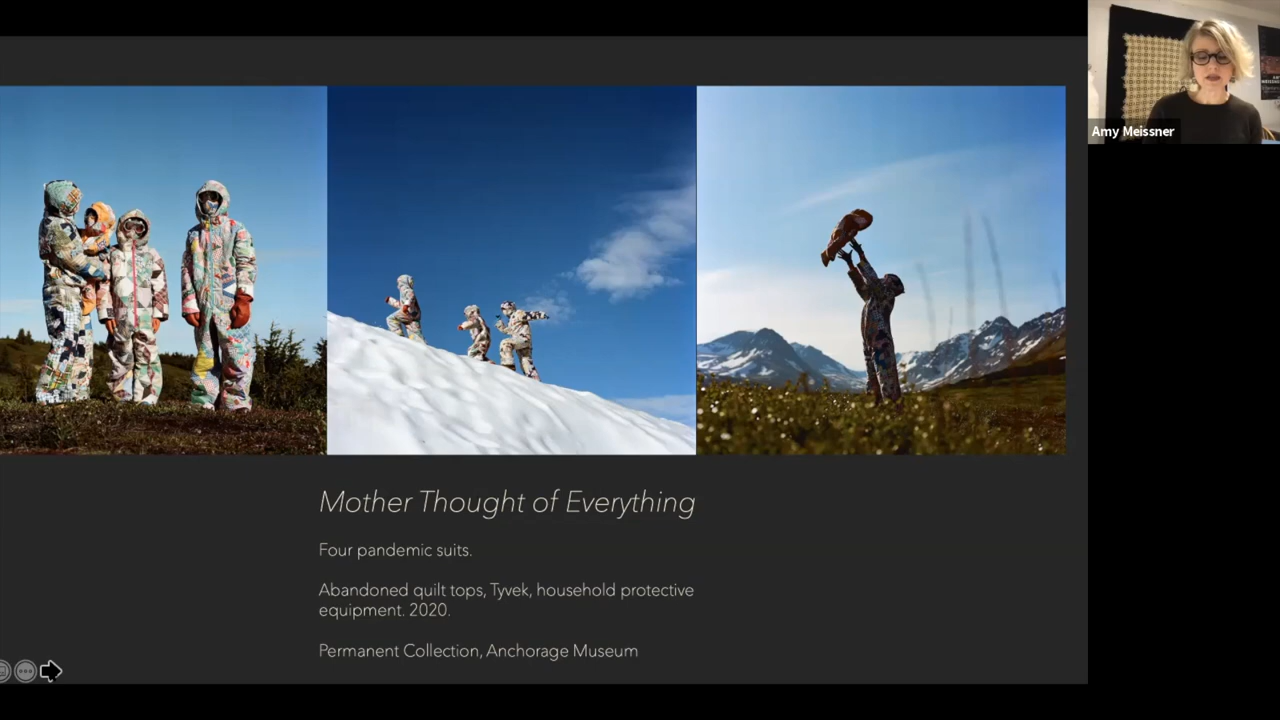 Amy Meissner
Mother Thought of Everything
Four pandemic suits.
Abandoned quilt tops, Tyvek, household protective
equipment. 2020.
Permanent Collection, Anchorage Museum